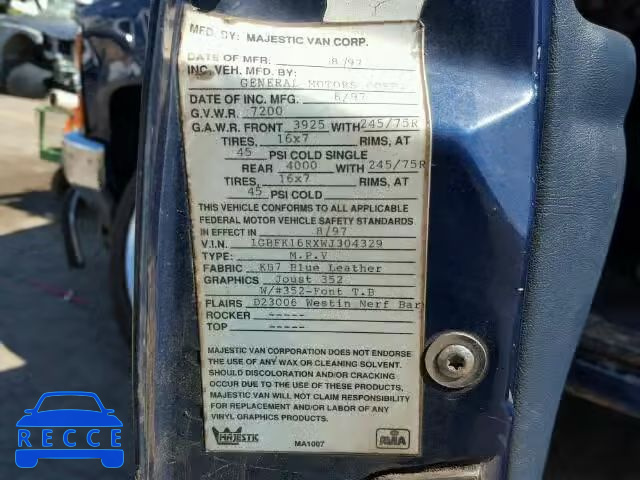 MFD. BY: MAJESTIC VAN CORP.
DATE OF MFR. 8/97
INC. VEH. MFD. BY:
GENERAL MOTORS
DATE OF INC. MFG. 6/97
G.V.W.R. 7200
G.A.W.R. FRONT 3925 WITH 245/75R
TIRES, 16x7 RIMS, AT
45 PSI COLD SINGLE
REAR 4000 WITH 245/75R
TIRES, 16x7 RIMS, AT
45 PSI COLD
THIS VEHICLE CONFORMS TO ALL APPLICABLE
FEDERAL MOTOR VEHICLE SAFETY STANDARDS
IN EFFECT IN 8/97
V.I.N. 1GBFK16RXWJ304329
TYPE: M.P.V
FABRIC KB7 Blue Leather
GRAPHICS Joust 352
W/#352-Font T.B
FLAIRS D23006 Westin Nerf Bar
ROCKER -----
TOP -----
MAJESTIC VAN CORPORATION DOES NOT ENDORSE
THE USE OF ANY WAX OR CLEANING SOLVENT.
SHOULD DISCOLORATION AND/OR CRACKING
OCCUR DUE TO THE USE OF THESE PRODUCTS,
MAJESTIC VAN WILL NOT CLAIM RESPONSIBILITY
FOR REPLACEMENT AND/OR LABOR OF ANY
VINYL GRAPHICS PRODUCTS.
MAJESTIC MA1007 RVIA
RECCE